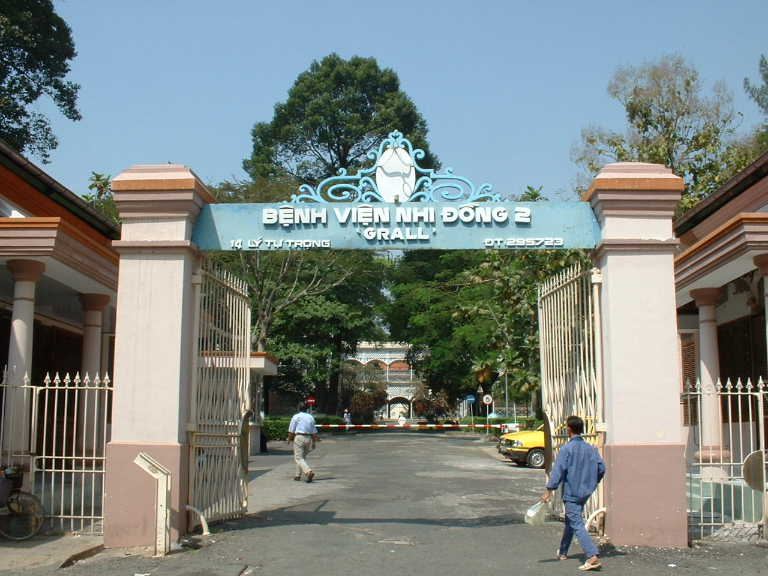 BỆNH VIỆN NHI ĐỒNG 2
"GRALL"
14 LÝ TỰ TRỌNG ĐT 295723